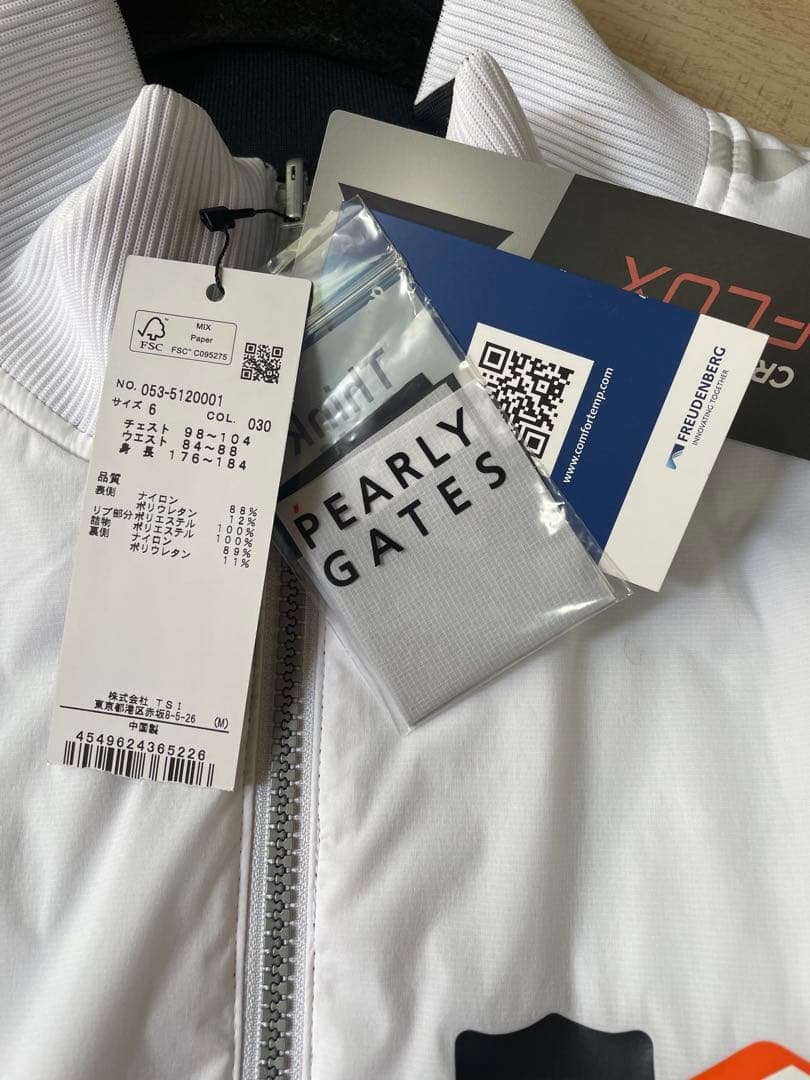 MIX
Paper
FSC™ C095275
FSC
NO. 053-5120001
サイズ 6 COL. 030
チェスト 98〜104
ウエスト 84〜88
身長 176〜184
品質
表側 ナイロン 88%
ポリウレタン 12%
リブ部分 ポリエステル 100%
詰物 ポリエステル 100%
裏側 ナイロン 89%
ポリウレタン 11%
株式会社 TSI
東京都港区赤坂8-5-26 (M)
中国製
4549624365226
Think
PEARLY
GATES
www.comfortemp.com
FREUDENBERG
INNOVATING TOGETHER
FLUX
CR